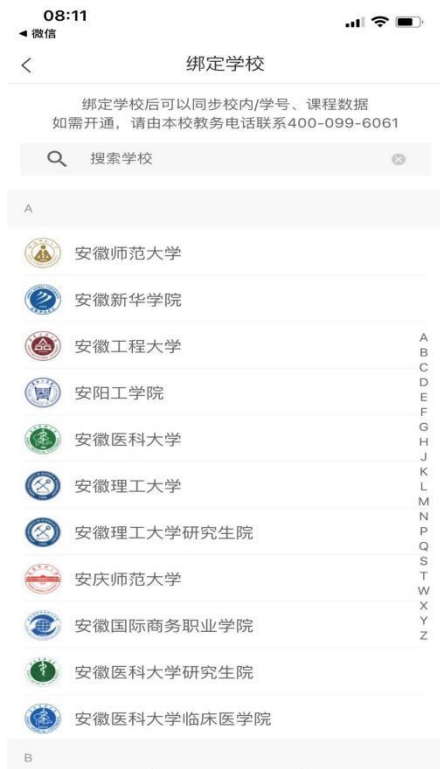 08:11
◀ 微信
绑定学校
绑定学校后可以同步校内/学号、课程数据
如需开通，请由本校教务电话联系400-099-6061
搜索学校
A
安徽师范大学
安徽新华学院
安徽工程大学
安阳工学院
安徽医科大学
安徽理工大学
安徽理工大学研究生院
安庆师范大学
安徽国际商务职业学院
安徽医科大学研究生院
安徽医科大学临床医学院
B
A
B
C
D
E
F
G
H
J
K
L
M
N
P
Q
S
T
W
X
Y
Z